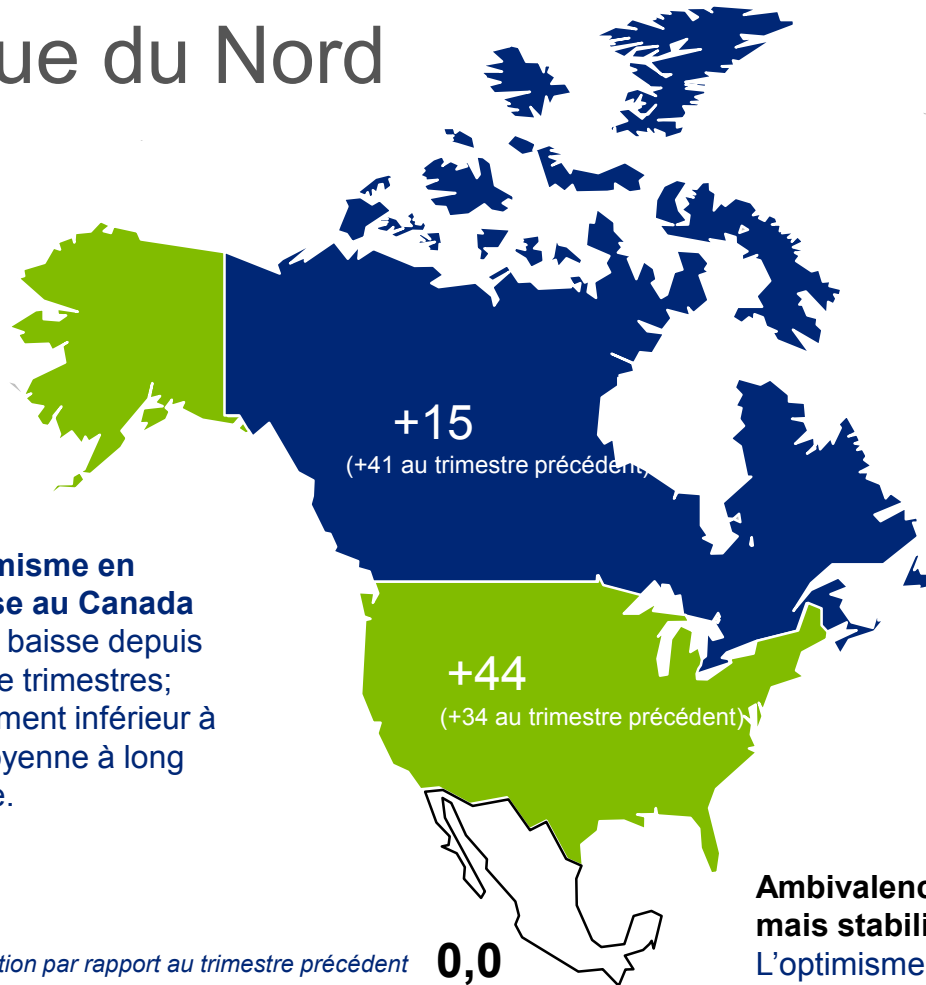 ue du Nord
+15
(+41 au trimestre précédent)
misme en
se au Canada
baisse depuis
e trimestres;
ment inférieur à
oyenne à long
e.
+44
(+34 au trimestre précédent)
Ambivalenc
mais stabili
L'optimisme
tion par rapport au trimestre précédent 0,0